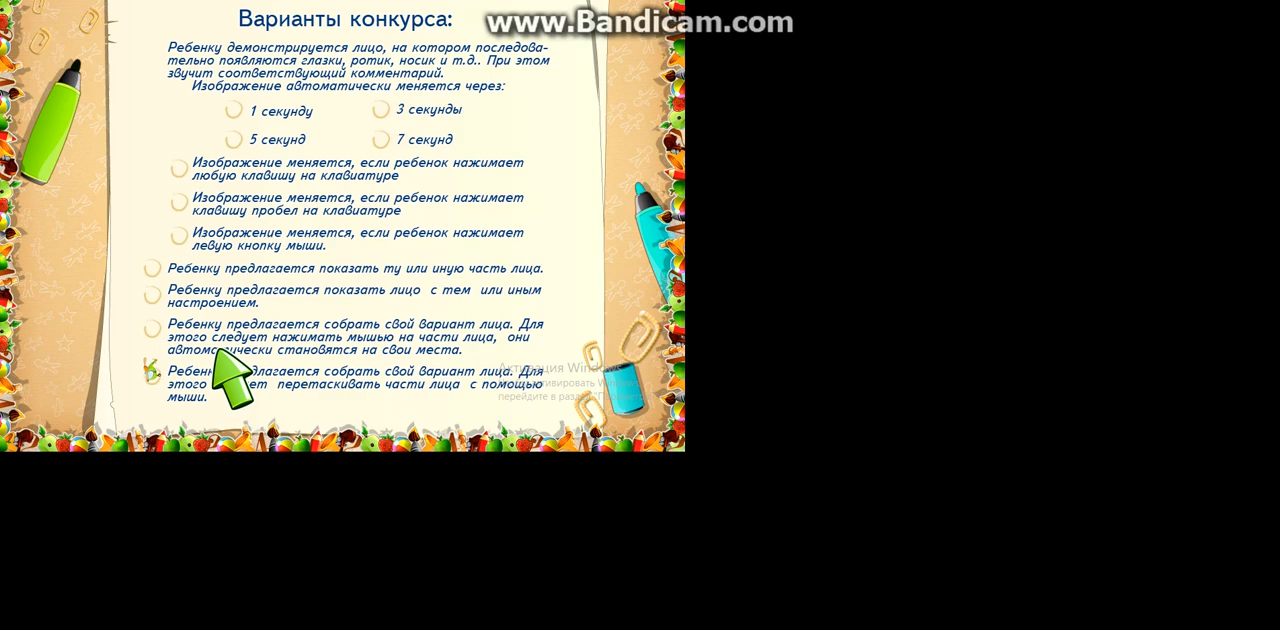 Варианты конкурса:
www.Bandicam.com
Ребенку демонстрируется лицо, на котором последова-
тельно появляются глазки, ротик, носик и т.д.. При этом
звучит соответствующий комментарий.
Изображение автоматически меняется через:
1 секунду
3 секунды
5 секунд
7 секунд
Изображение меняется, если ребенок нажимает
любую клавишу на клавиатуре
Изображение меняется, если ребенок нажимает
клавишу пробел на клавиатуре
Изображение меняется, если ребенок нажимает
левую кнопку мыши.
Ребенку предлагается показать ту или иную часть лица.
Ребенку предлагается показать лицо с тем или иным
настроением.
Ребенку предлагается собрать свой вариант лица. Для
этого следует нажимать мышью на части лица, они
автоматически становятся на свои места.
собрать свой вариант лица. Для
этого перетаскивать части лица с помощью
мыши.
Активация
перейдите в